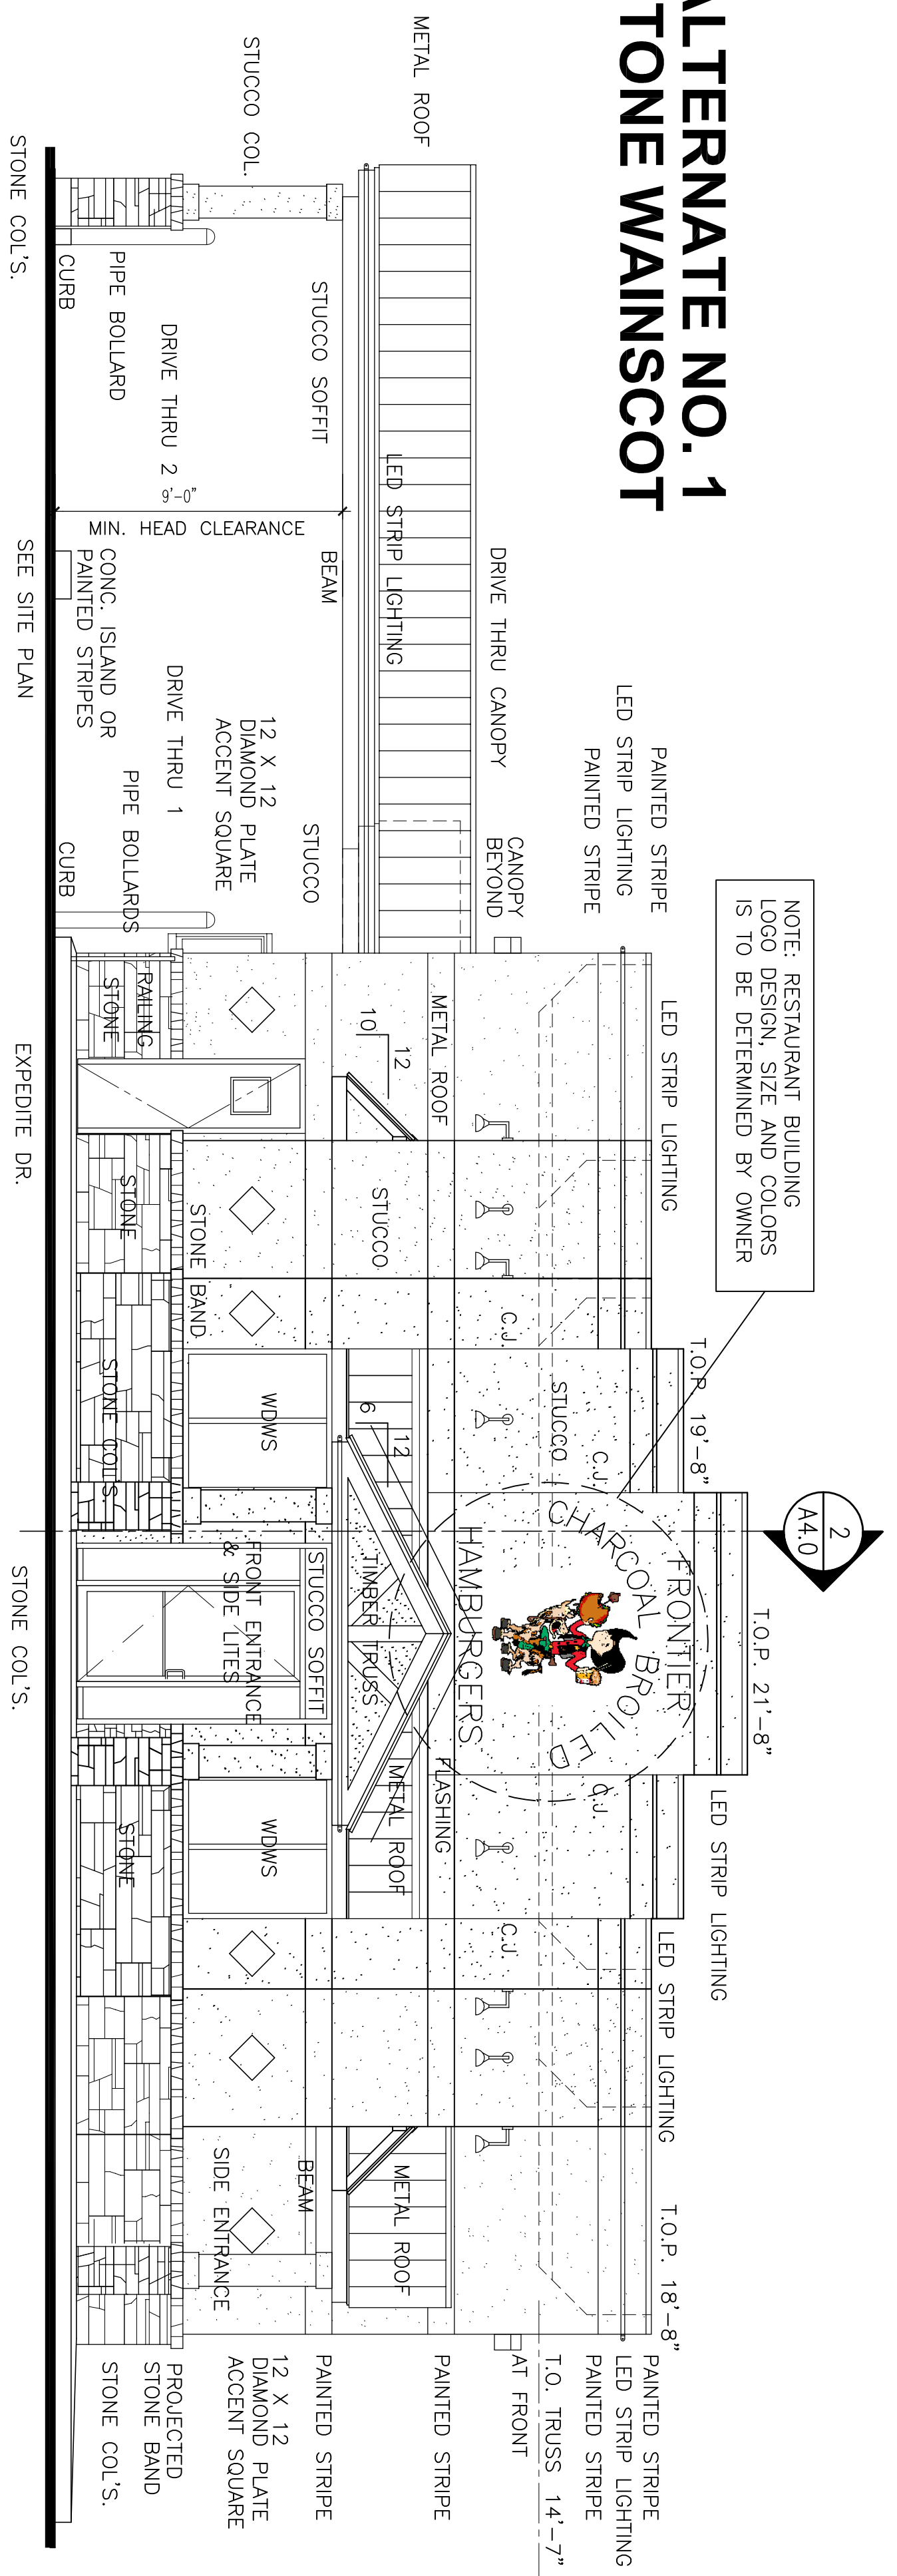 ALTERNATE NO. 1
TONE WAINSCOT
NOTE: RESTAURANT BUILDING
LOGO DESIGN, SIZE AND COLORS
IS TO BE DETERMINED BY OWNER
2
A4.0
T.O.P. 21'-8"
T.O.P. 19'-8"
LED STRIP LIGHTING
LED STRIP LIGHTING
LED STRIP LIGHTING
T.O.P. 18'-8"
PAINTED STRIPE
LED STRIP LIGHTING
PAINTED STRIPE
PAINTED STRIPE
LED STRIP LIGHTING
PAINTED STRIPE
T.O. TRUSS 14'-7"
AT FRONT
FRONTIER
CHARCOAL BROILED
HAMBURGERS
C.J.
C.J.
STUCCO
C.J.
C.J.
METAL ROOF
DRIVE THRU CANOPY
CANOPY
BEYOND
LED STRIP LIGHTING
METAL ROOF
FLASHING
PAINTED STRIPE
12
10
STUCCO
12
6
TIMBER TRUSS
METAL ROOF
METAL ROOF
STUCCO COL.
STUCCO SOFFIT
BEAM
STUCCO
STUCCO SOFFIT
BEAM
PAINTED STRIPE
12 X 12
DIAMOND PLATE
ACCENT SQUARE
WDWS
FRONT ENTRANCE
& SIDE LITES
WDWS
SIDE ENTRANCE
12 X 12
DIAMOND PLATE
ACCENT SQUARE
STONE BAND
DRIVE THRU 2
9'-0"
MIN. HEAD CLEARANCE
DRIVE THRU 1
PIPE BOLLARD
PIPE BOLLARDS
CONC. ISLAND OR
PAINTED STRIPES
RAILING
STONE
STONE
STONE COL'S.
STONE
PROJECTED
STONE BAND
STONE COL'S.
CURB
CURB
STONE COL'S.
SEE SITE PLAN
EXPEDITE DR.
STONE COL'S.